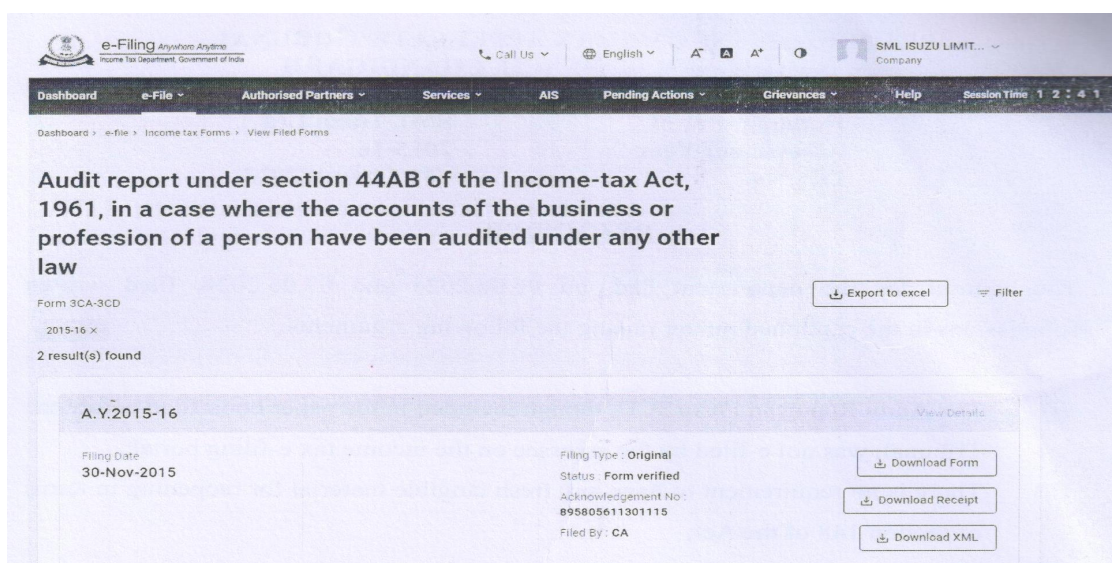 e-Filing Anywhere Anytime
Income Tax Department, Government of India
Call Us
English
A-
A
A+
SML ISUZU LIMIT...
Company
Dashboard e-File Authorised Partners Services AIS Pending Actions Grievances Help Session Time 1 2 : 4 1
Dashboard > e-file > Income tax Forms > View Filed Forms
Audit report under section 44AB of the Income-tax Act,
1961, in a case where the accounts of the business or
profession of a person have been audited under any other
law
Form 3CA-3CD
Export to excel
Filter
2015-16 ×
2 result(s) found
A.Y.2015-16
View Details
Filing Date
30-Nov-2015
Filing Type : Original
Status : Form verified
Acknowledgement No :
895805611301115
Filed By : CA
Download Form
Download Receipt
Download XML